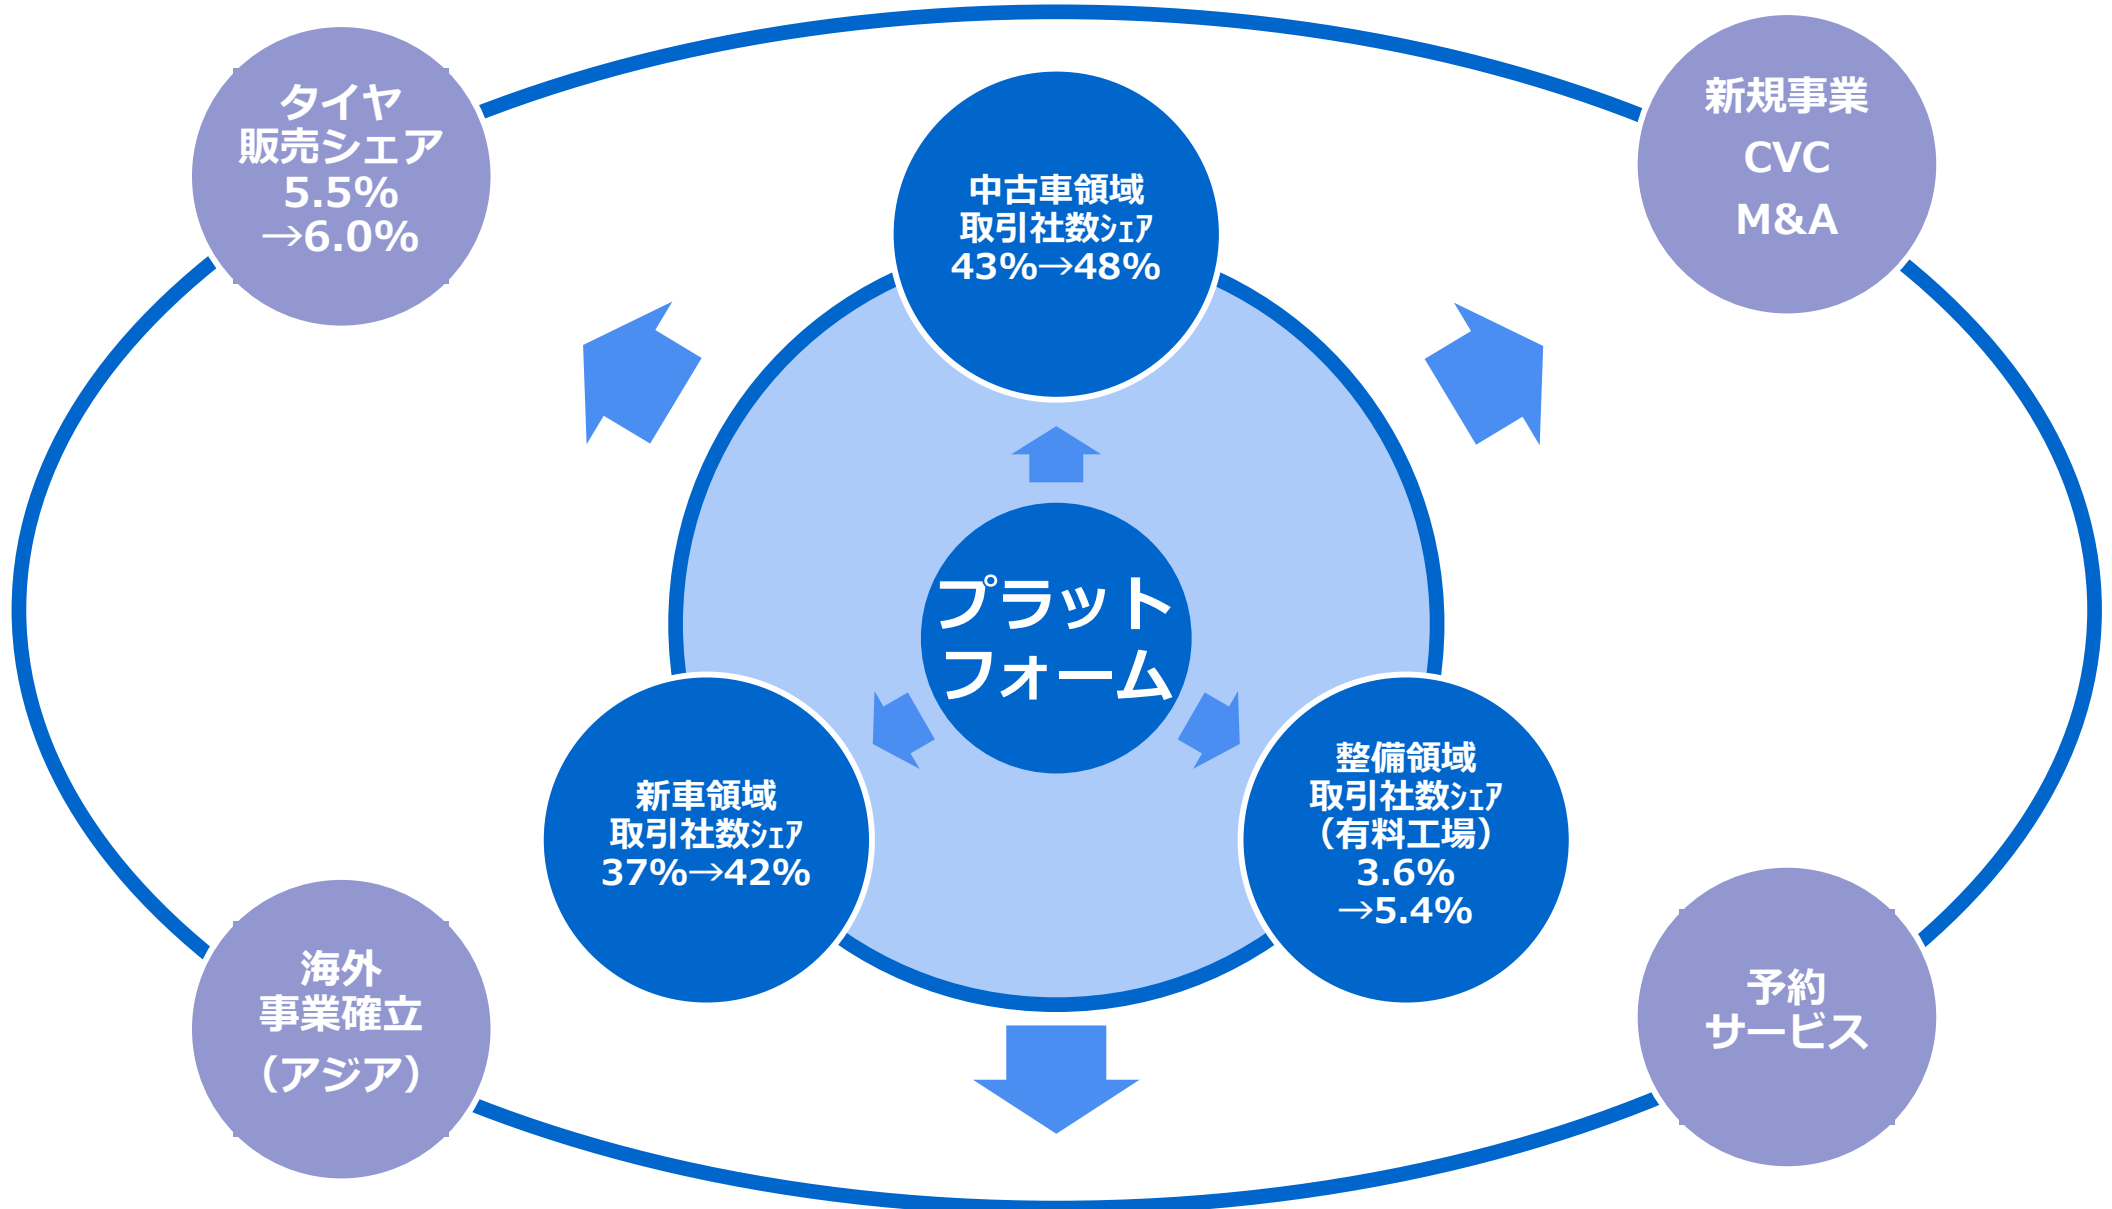 タイヤ
販売シェア
5.5%
→6.0%
新規事業
CVC
M&A
中古車領域
取引社数ｼｪｱ
43%→48%
プラット
フォーム
新車領域
取引社数ｼｪｱ
37%→42%
整備領域
取引社数ｼｪｱ
（有料工場）
3.6%
→5.4%
海外
事業確立
（アジア）
予約
サービス